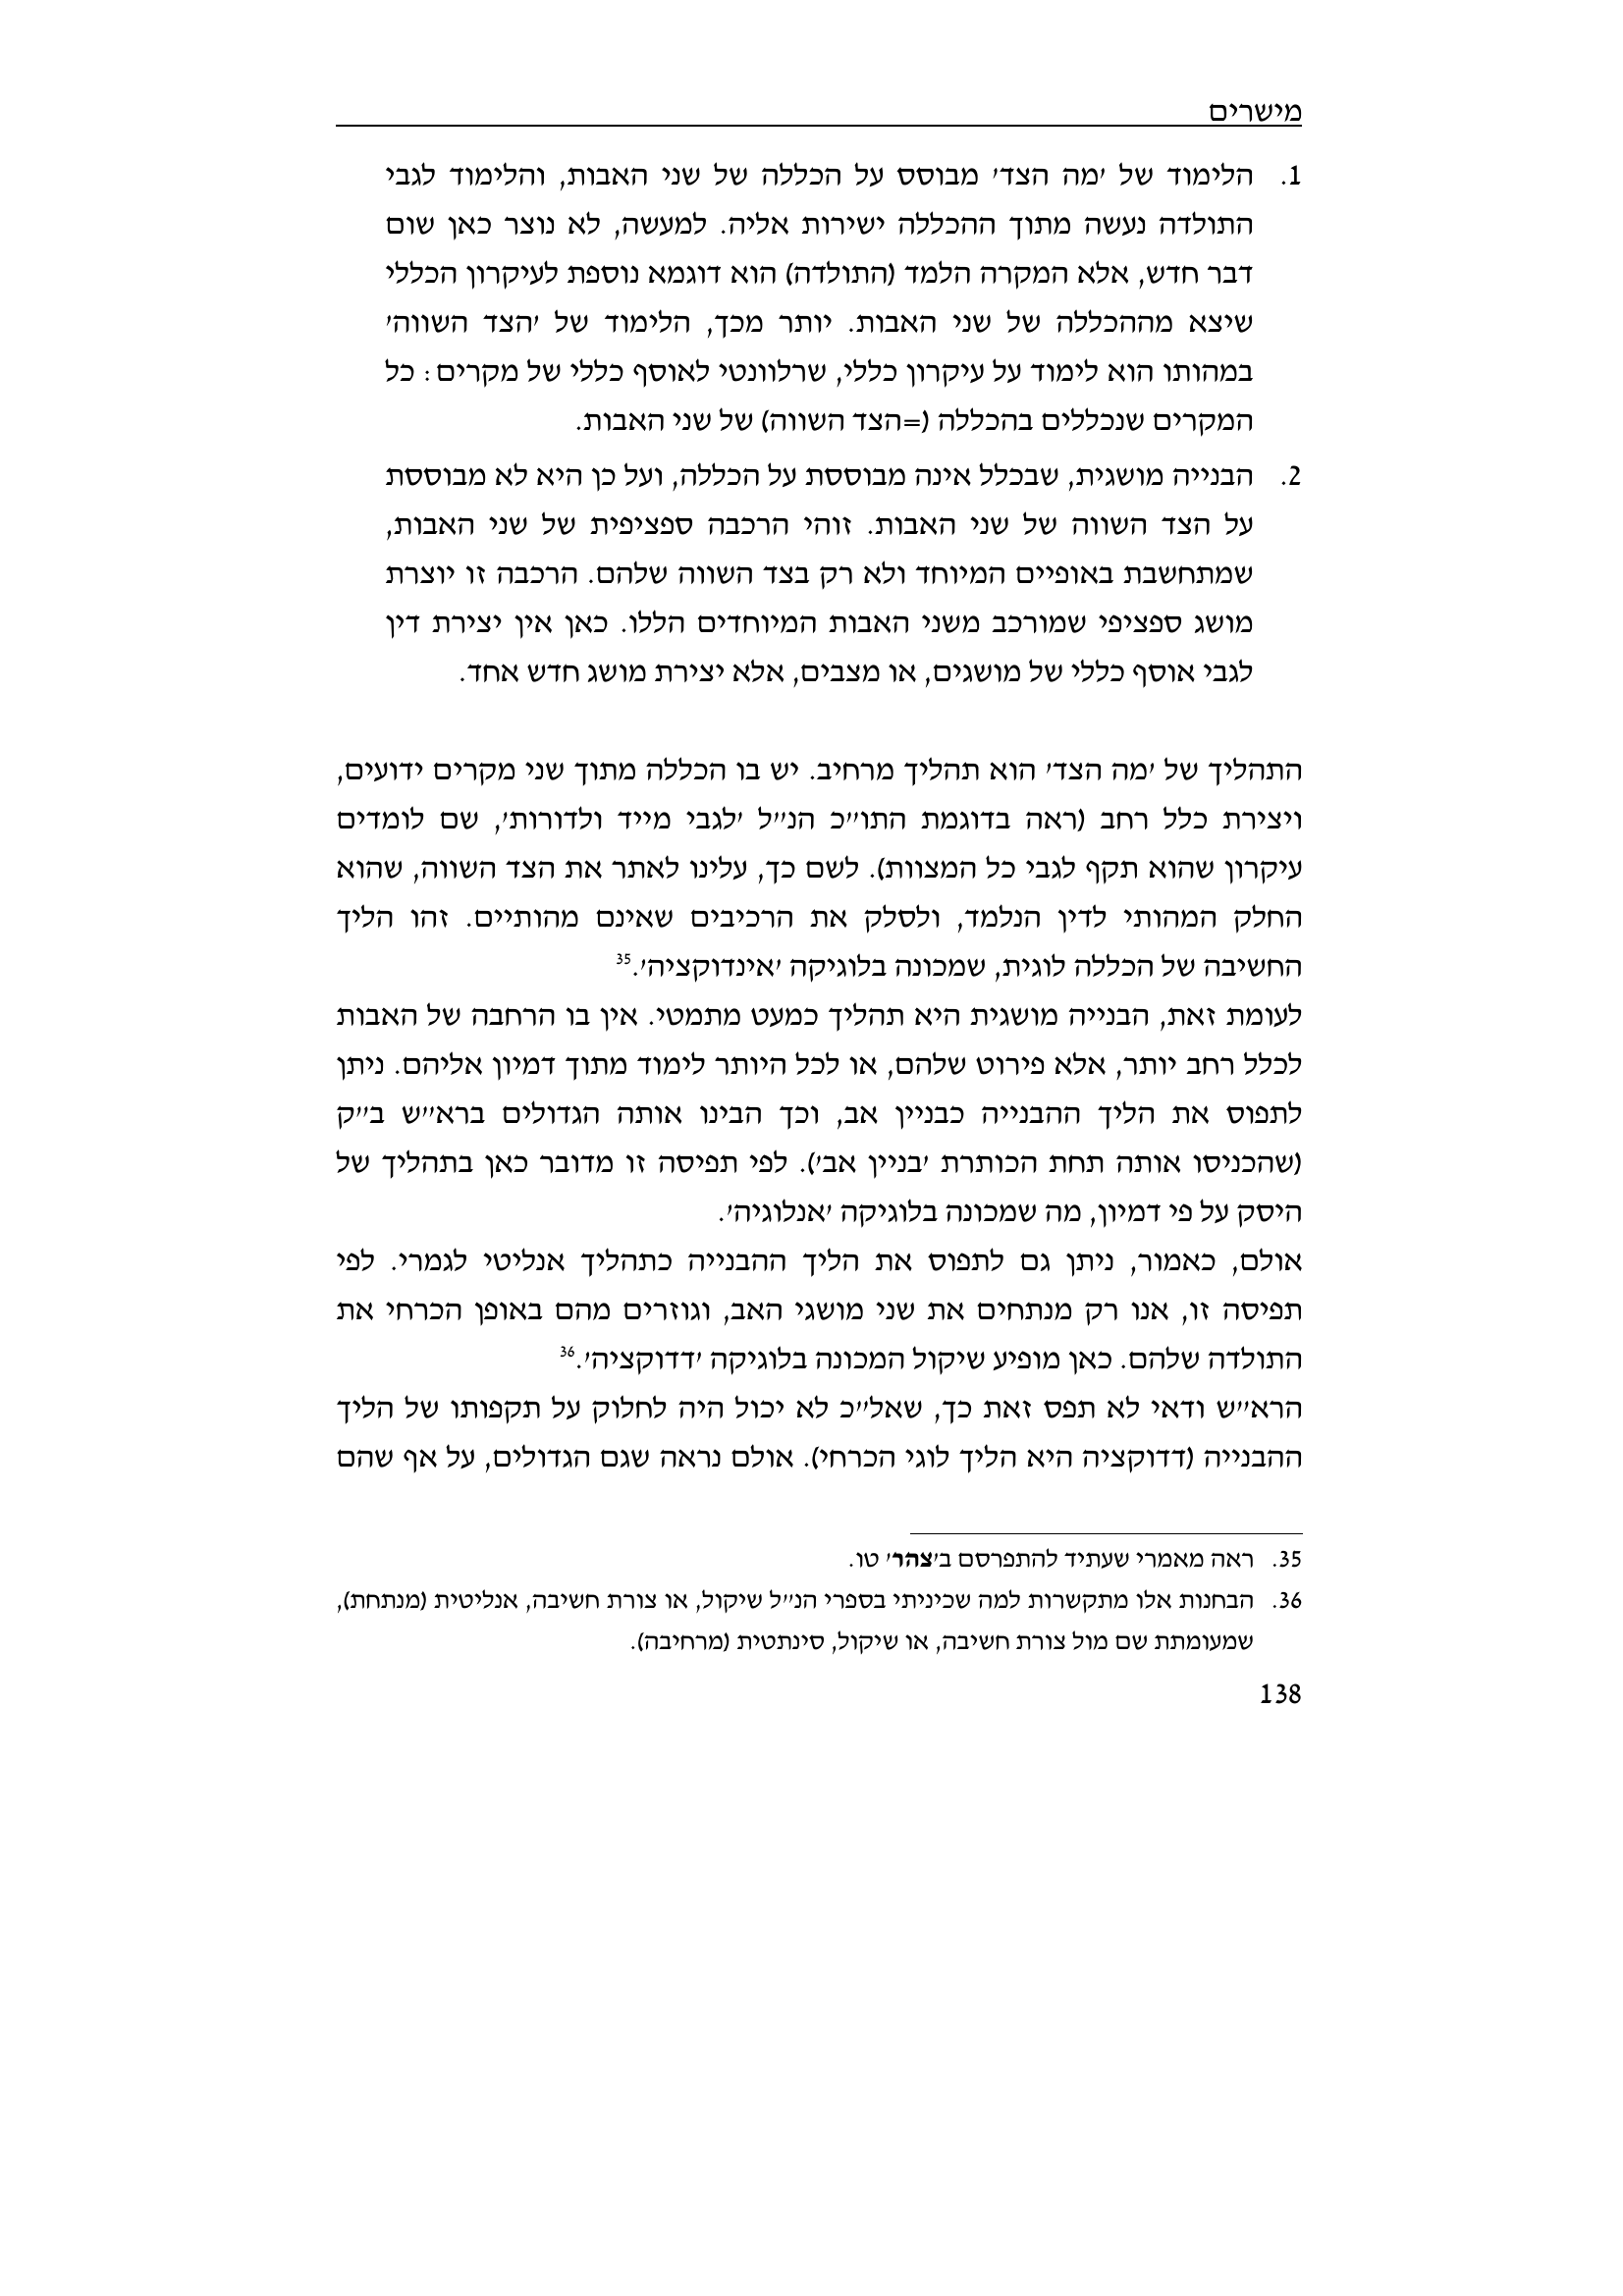 מישרים
1. הלימוד של 'מה הצד' מבוסס על הכללה של שני האבות, והלימוד לגבי
התולדה נעשה מתוך ההכללה ישירות אליה. למעשה, לא נוצר כאן שום
דבר חדש, אלא המקרה הלמד (התולדה) הוא דוגמא נוספת לעיקרון הכללי
שיצא מההכללה של שני האבות. יותר מכך, הלימוד של 'הצד השווה'
במהותו הוא לימוד על עיקרון כללי, שרלוונטי לאוסף כללי של מקרים: כל
המקרים שנכללים בהכללה (=הצד השווה) של שני האבות.
2. הבנייה מושגית, שבכלל אינה מבוססת על הכללה, ועל כן היא לא מבוססת
על הצד השווה של שני האבות. זוהי הרכבה ספציפית של שני האבות,
שמתחשבת באופיים המיוחד ולא רק בצד השווה שלהם. הרכבה זו יוצרת
מושג ספציפי שמורכב משני האבות המיוחדים הללו. כאן אין יצירת דין
לגבי אוסף כללי של מושגים, או מצבים, אלא יצירת מושג חדש אחד.
התהליך של 'מה הצד' הוא תהליך מרחיב. יש בו הכללה מתוך שני מקרים ידועים,
ויצירת כלל רחב (ראה בדוגמת התו"כ הנ"ל 'לגבי מייד ולדורות', שם לומדים
עיקרון שהוא תקף לגבי כל המצוות). לשם כך, עלינו לאתר את הצד השווה, שהוא
החלק המהותי לדין הנלמד, ולסלק את הרכיבים שאינם מהותיים. זהו הליך
החשיבה של הכללה לוגית, שמכונה בלוגיקה 'אינדוקציה'.35
לעומת זאת, הבנייה מושגית היא תהליך כמעט מתמטי. אין בו הרחבה של האבות
לכלל רחב יותר, אלא פירוט שלהם, או לכל היותר לימוד מתוך דמיון אליהם. ניתן
לתפוס את הליך ההבנייה כבניין אב, וכך הבינו אותה הגדולים ברא"ש ב"ק
(שהכניסו אותה תחת הכותרת 'בניין אב'). לפי תפיסה זו מדובר כאן בתהליך של
היסק על פי דמיון, מה שמכונה בלוגיקה 'אנלוגיה'.
אולם, כאמור, ניתן גם לתפוס את הליך ההבנייה כתהליך אנליטי לגמרי. לפי
תפיסה זו, אנו רק מנתחים את שני מושגי האב, וגוזרים מהם באופן הכרחי את
התולדה שלהם. כאן מופיע שיקול המכונה בלוגיקה 'דדוקציה'.36
הרא"ש ודאי לא תפס זאת כך, שאל"כ לא יכול היה לחלוק על תקפותו של הליך
ההבנייה (דדוקציה היא הליך לוגי הכרחי). אולם נראה שגם הגדולים, על אף שהם
35. ראה מאמרי שעתיד להתפרסם ב'צהר' טו.
36. הבחנות אלו מתקשרות למה שכיניתי בספרי הנ"ל שיקול, או צורת חשיבה, אנליטית (מנתחת),
שמעומתת שם מול צורת חשיבה, או שיקול, סינתטית (מרחיבה).
138